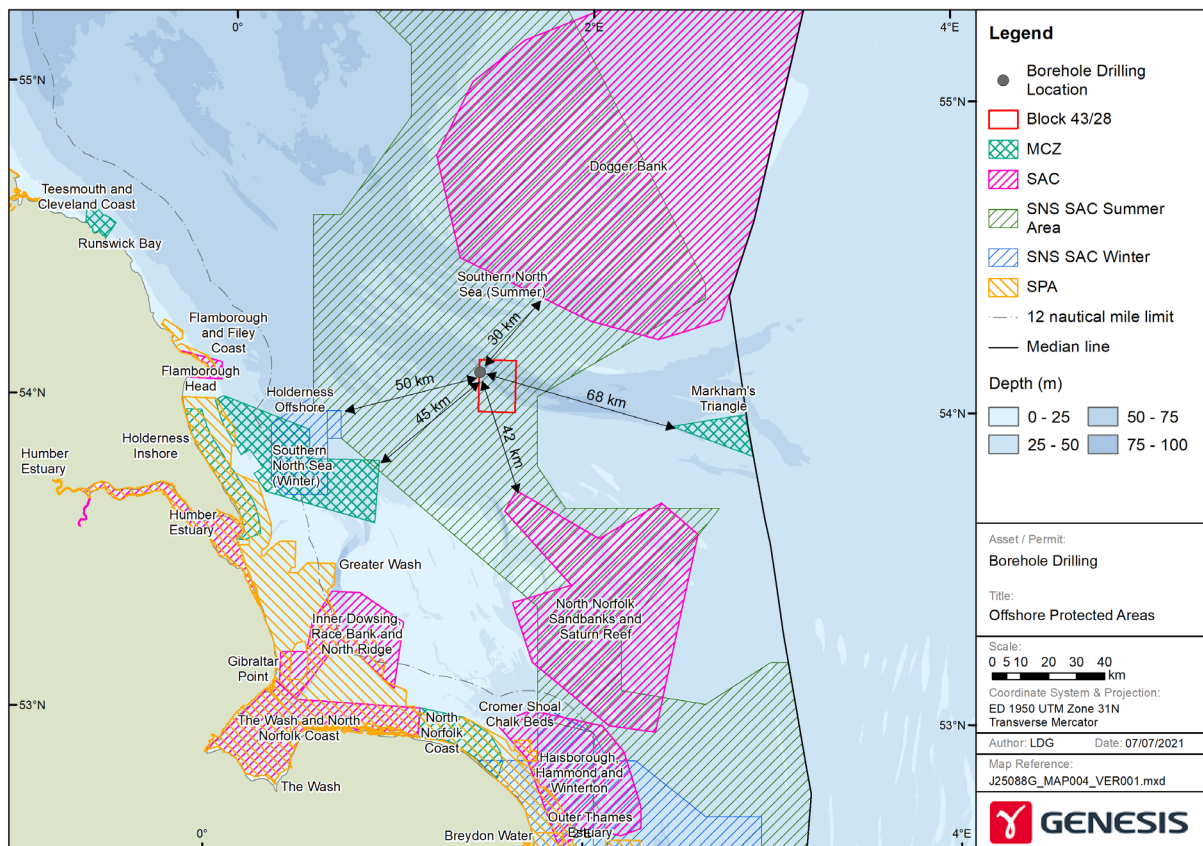 0°
2°E
4°E
55°N
55°N
Dogger Bank
Teesmouth and
Cleveland Coast
Runswick Bay
Southern North
Sea (Summer)
30 km
Flamborough
and Filey
Coast
Flamborough
Head
54°N
50 km
Holderness
Offshore
45 km
68 km
Markham's
Triangle
54°N
42 km
Holderness
Inshore
Southern
North Sea
(Winter)
Humber
Estuary
Humber
Estuary
Greater Wash
North Norfolk
Sandbanks and
Saturn Reef
Inner Dowsing,
Race Bank and
North Ridge
Gibraltar
Point
53°N
Cromer Shoal
Chalk Beds
53°N
The Wash and North
Norfolk Coast
North
Norfolk
Coast
Haisborough,
Hammond and
Winterton
The Wash
Outer Thames
Estuary
Breydon Water
0°
2°E
4°E
Legend
Borehole Drilling
Location
Block 43/28
MCZ
SAC
SNS SAC Summer
Area
SNS SAC Winter
SPA
12 nautical mile limit
Median line
Depth (m)
0 - 25
50 - 75
25 - 50
75 - 100
Asset / Permit:
Borehole Drilling
Title:
Offshore Protected Areas
Scale:
0 5 10 20 30 40
km
Coordinate System & Projection:
ED 1950 UTM Zone 31N
Transverse Mercator
Author: LDG Date: 07/07/2021
Map Reference:
J25088G_MAP004_VER001.mxd
GENESIS